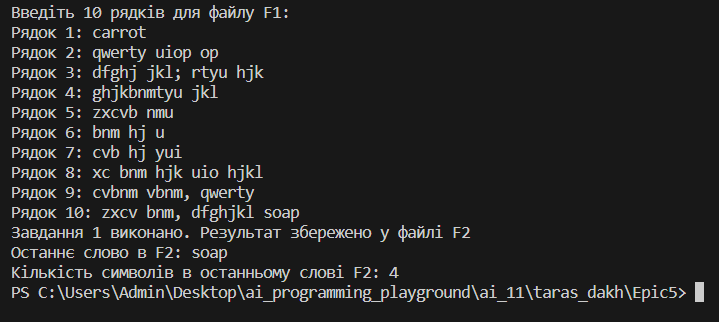 Введіть 10 рядків для файлу F1:
Рядок 1: carrot
Рядок 2: qwerty uiop op
Рядок 3: dfghj jkl; rtyu hjk
Рядок 4: ghjkbnmtyu jkl
Рядок 5: zxcvb nmu
Рядок 6: bnm hj u
Рядок 7: cvb hj yui
Рядок 8: xc bnm hjk uio hjkl
Рядок 9: cvbnm vbnm, qwerty
Рядок 10: zxcv bnm, dfghjkl soap
Завдання 1 виконано. Результат збережено у файлі F2
Останнє слово в F2: soap
Кількість символів в останньому слові F2: 4
PS C:\Users\Admin\Desktop\ai_programming_playground\ai_11\taras_dakh\Epic5>